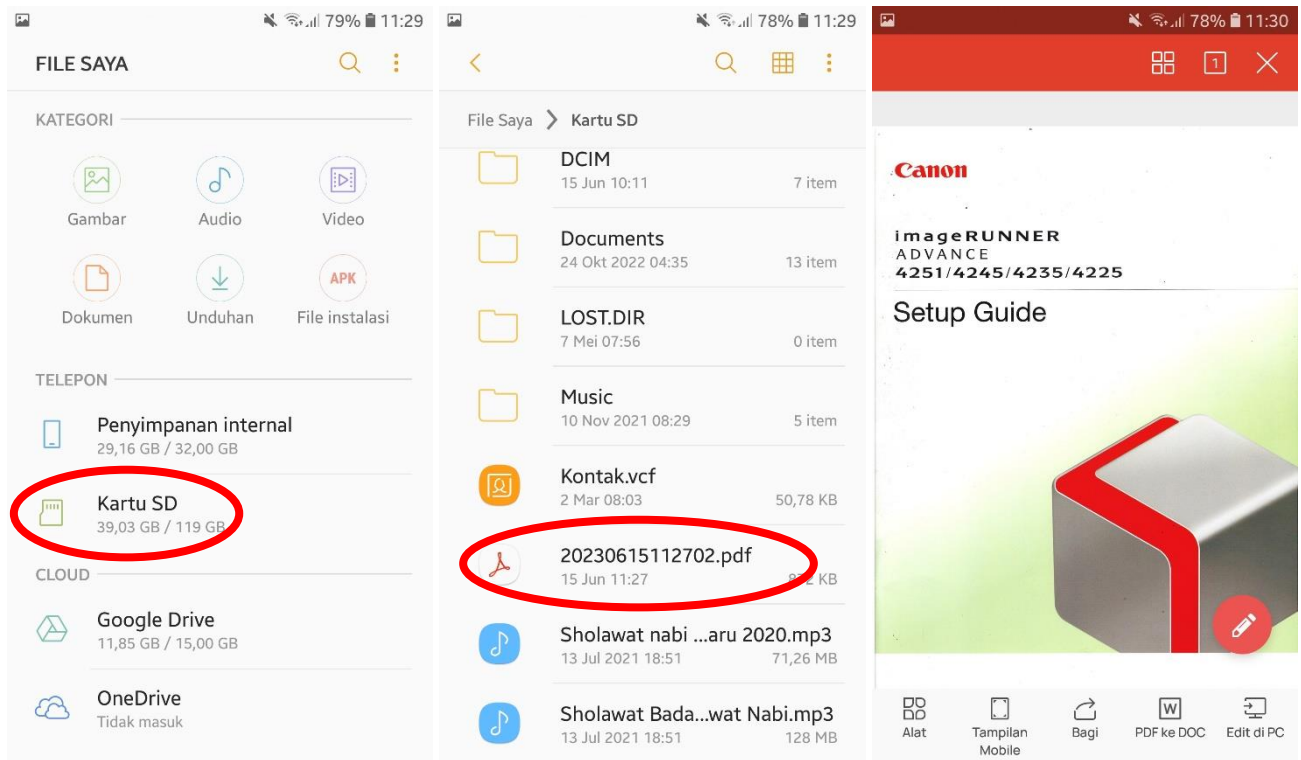 79% 11:29
FILE SAYA
KATEGORI
Gambar Audio Video
APK
Dokumen Unduhan File instalasi
TELEPON
Penyimpanan internal
29,16 GB / 32,00 GB
Kartu SD
39,03 GB / 119 GB
CLOUD
Google Drive
11,85 GB / 15,00 GB
OneDrive
Tidak masuk
78% 11:29
File Saya > Kartu SD
DCIM
15 Jun 10:11 7 item
Documents
24 Okt 2022 04:35 13 item
LOST.DIR
7 Mei 07:56 0 item
Music
10 Nov 2021 08:29 5 item
Kontak.vcf
2 Mar 08:03 50,78 KB
20230615112702.pdf
15 Jun 11:27 KB
Sholawat nabi ...aru 2020.mp3
13 Jul 2021 18:51 71,26 MB
Sholawat Bada...wat Nabi.mp3
13 Jul 2021 18:51 128 MB
78% 11:30
1
Canon
imageRUNNER
ADVANCE
4251/4245/4235/4225
Setup Guide
W
Alat Tampilan Mobile Bagi PDF ke DOC Edit di PC